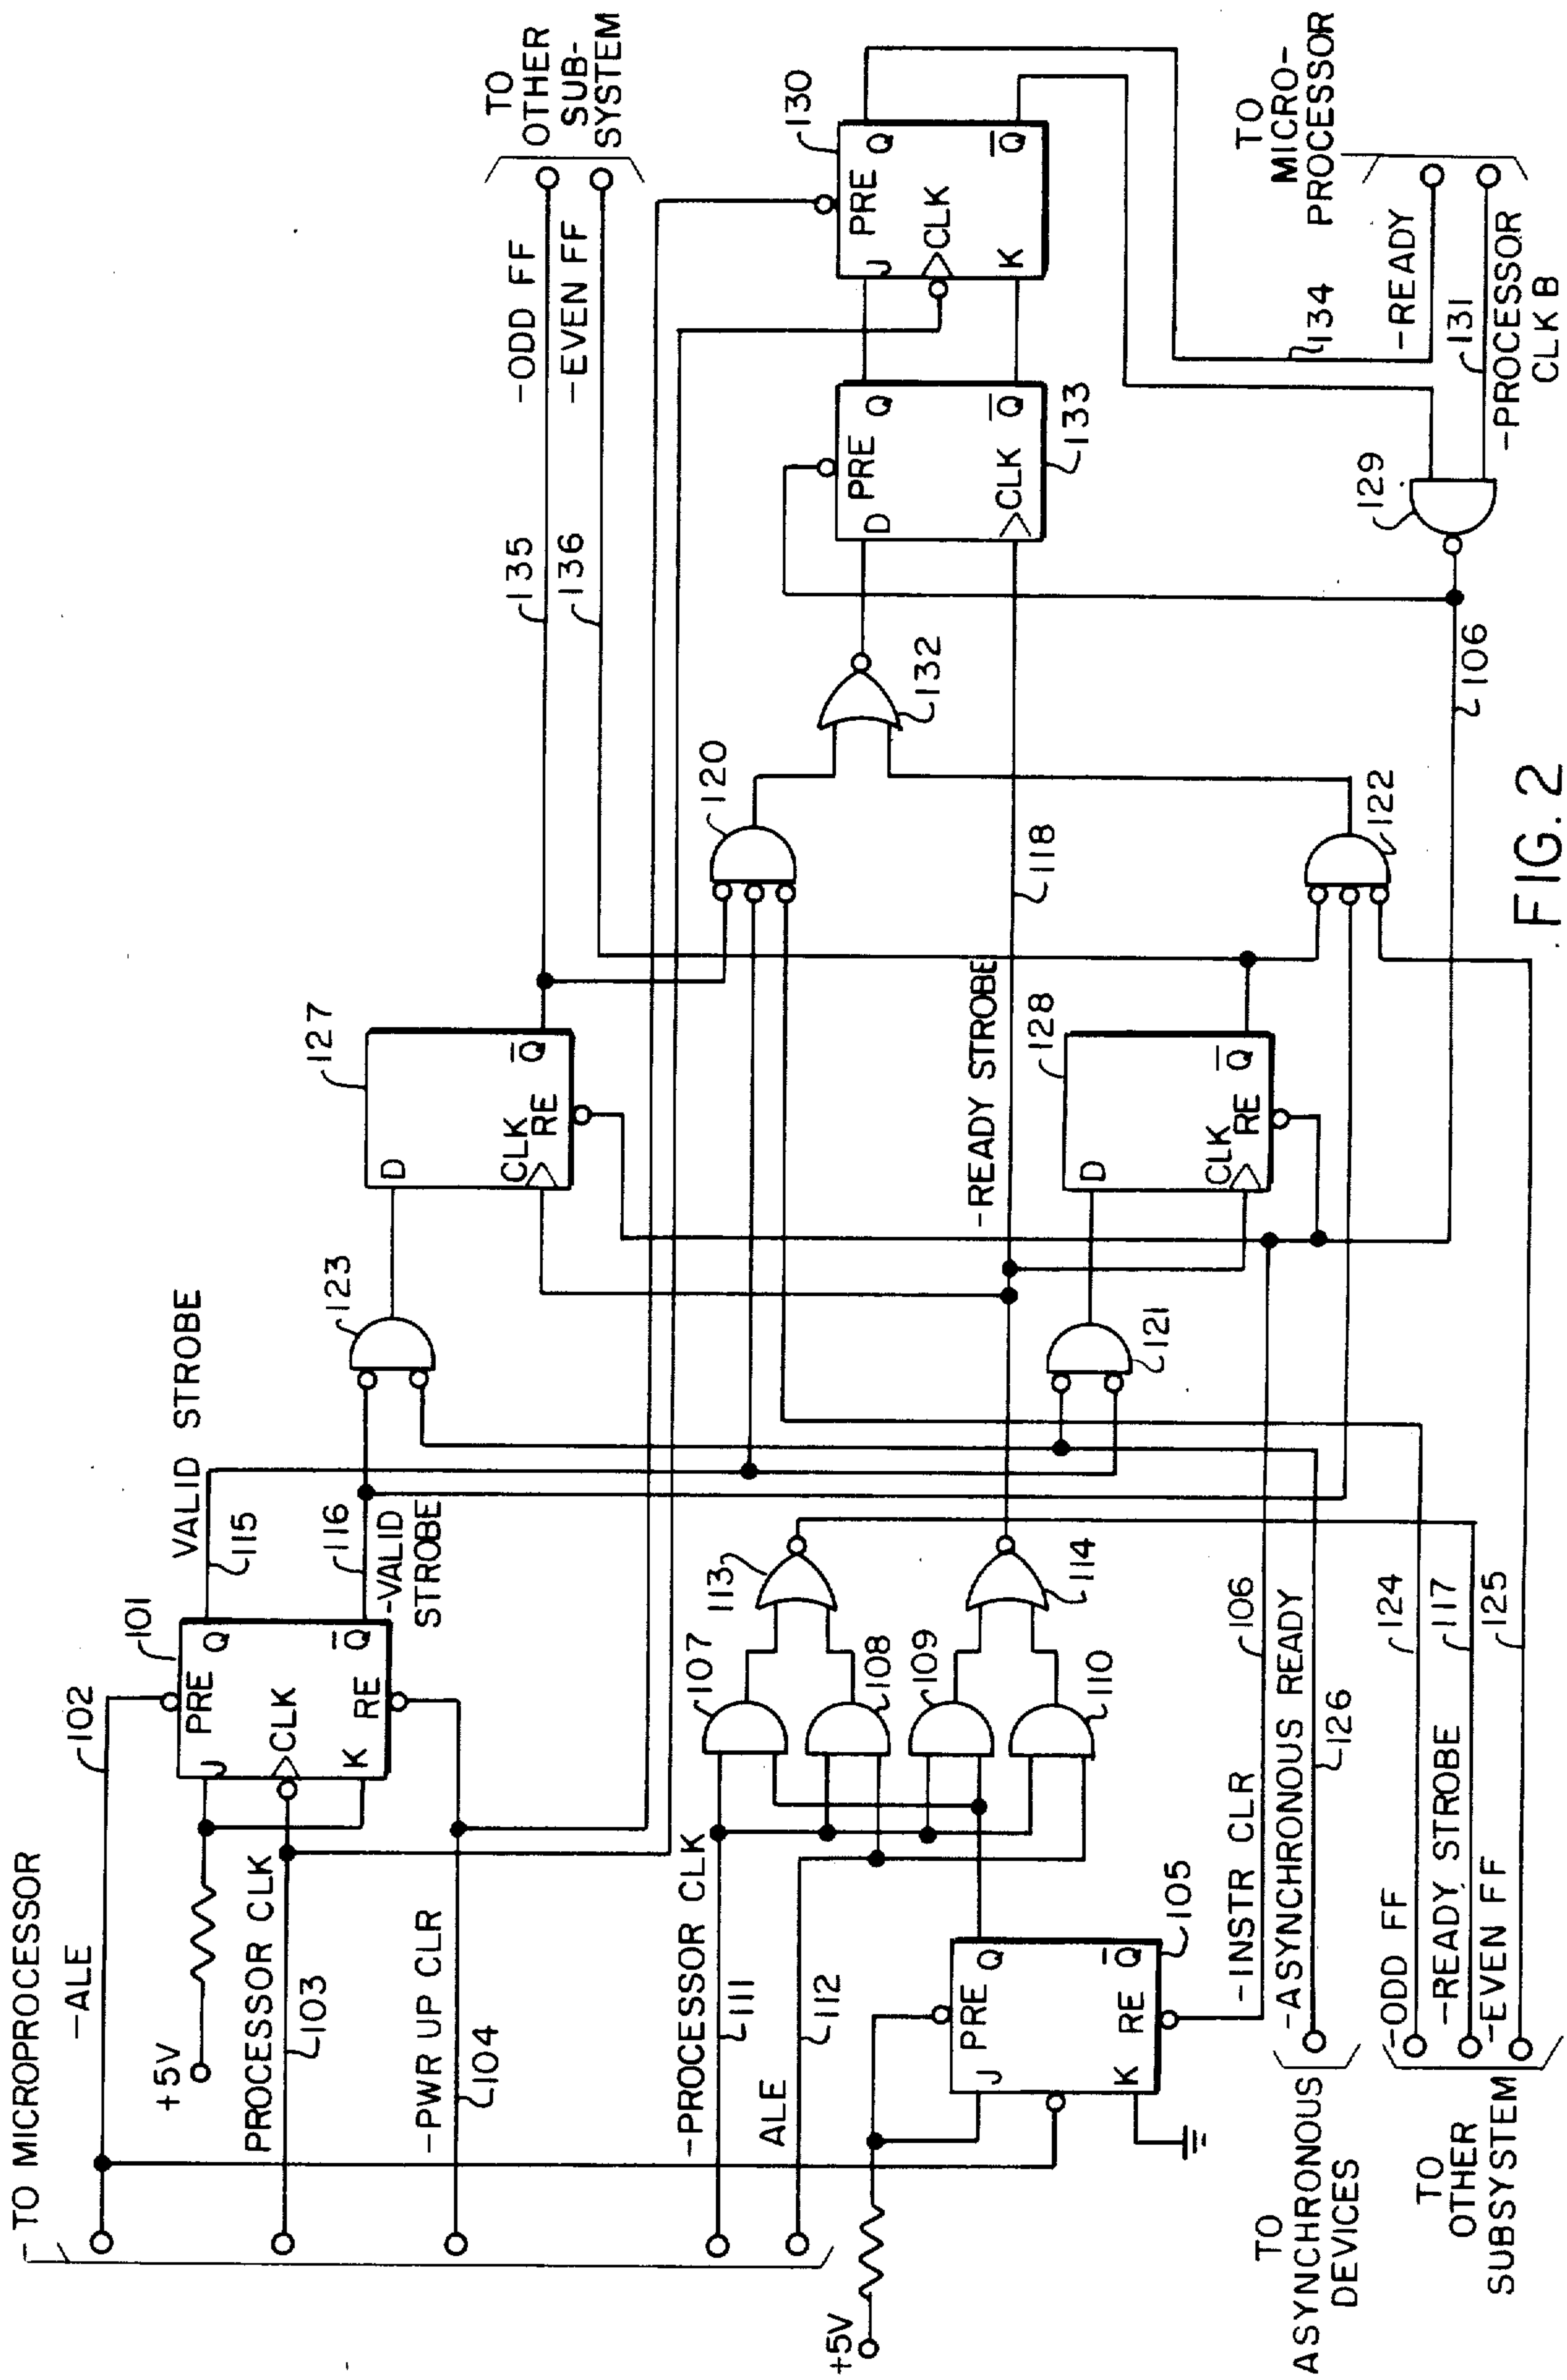 TO MICROPROCESSOR
-ALE
102
+5V
PROCESSOR CLK
103
-PWR UP CLR
104
101
PRE
J
Q
CLK
K
RE
Q
VALID STROBE
115
116
-VALID
STROBE
123
127
D
CLK
RE
Q
135
-ODD FF
136
-EVEN FF
TO
OTHER
SUB-
SYSTEM
-PROCESSOR CLK
111
ALE
112
107
108
109
110
113
114
120
132
118
-READY STROBE
PRE
D
Q
CLK
Q
133
130
PRE
J
Q
CLK
K
Q
+5V
105
PRE
J
Q
K
RE
Q
121
128
D
CLK
RE
Q
122
-INSTR CLR
106
-ASYNCHRONOUS READY
126
TO
ASYNCHRONOUS
DEVICES
-ODD FF
124
-READY STROBE
117
-EVEN FF
125
TO
OTHER
SUBSYSTEM
106
129
134
-READY
131
-PROCESSOR
CLK B
TO
MICRO-
PROCESSOR
FIG. 2